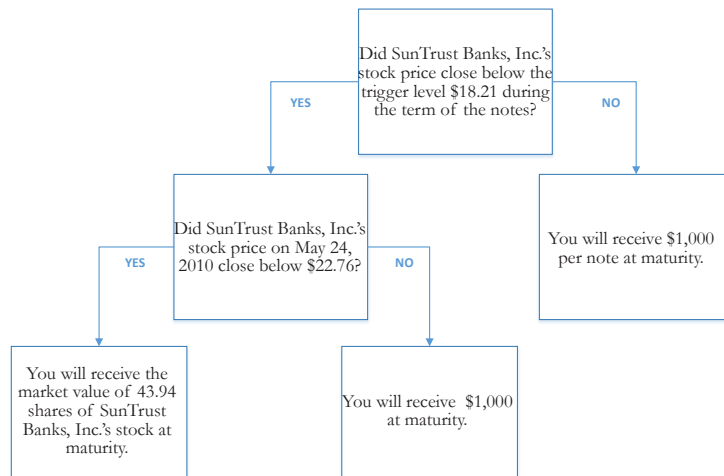 Did SunTrust Banks, Inc.'s
stock price close below the
trigger level $18.21 during
the term of the notes?
YES
NO
Did SunTrust Banks, Inc.'s
stock price on May 24,
2010 close below $22.76?
You will receive $1,000
per note at maturity.
YES
NO
You will receive the
market value of 43.94
shares of SunTrust
Banks, Inc.'s stock at
maturity.
You will receive $1,000
at maturity.